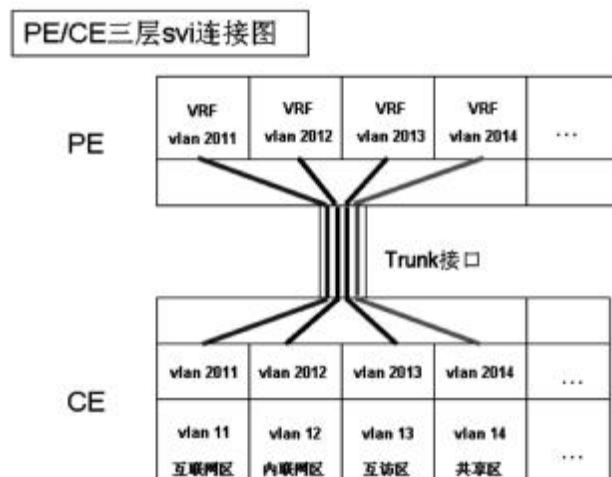 PE/CE三层svi连接图
PE
VRF
vlan 2011
VRF
vlan 2012
VRF
vlan 2013
VRF
vlan 2014
...
Trunk接口
CE
vlan 2011
vlan 2012
vlan 2013
vlan 2014
...
vlan 11
互联网区
vlan 12
内联网区
vlan 13
互访区
vlan 14
共享区
...